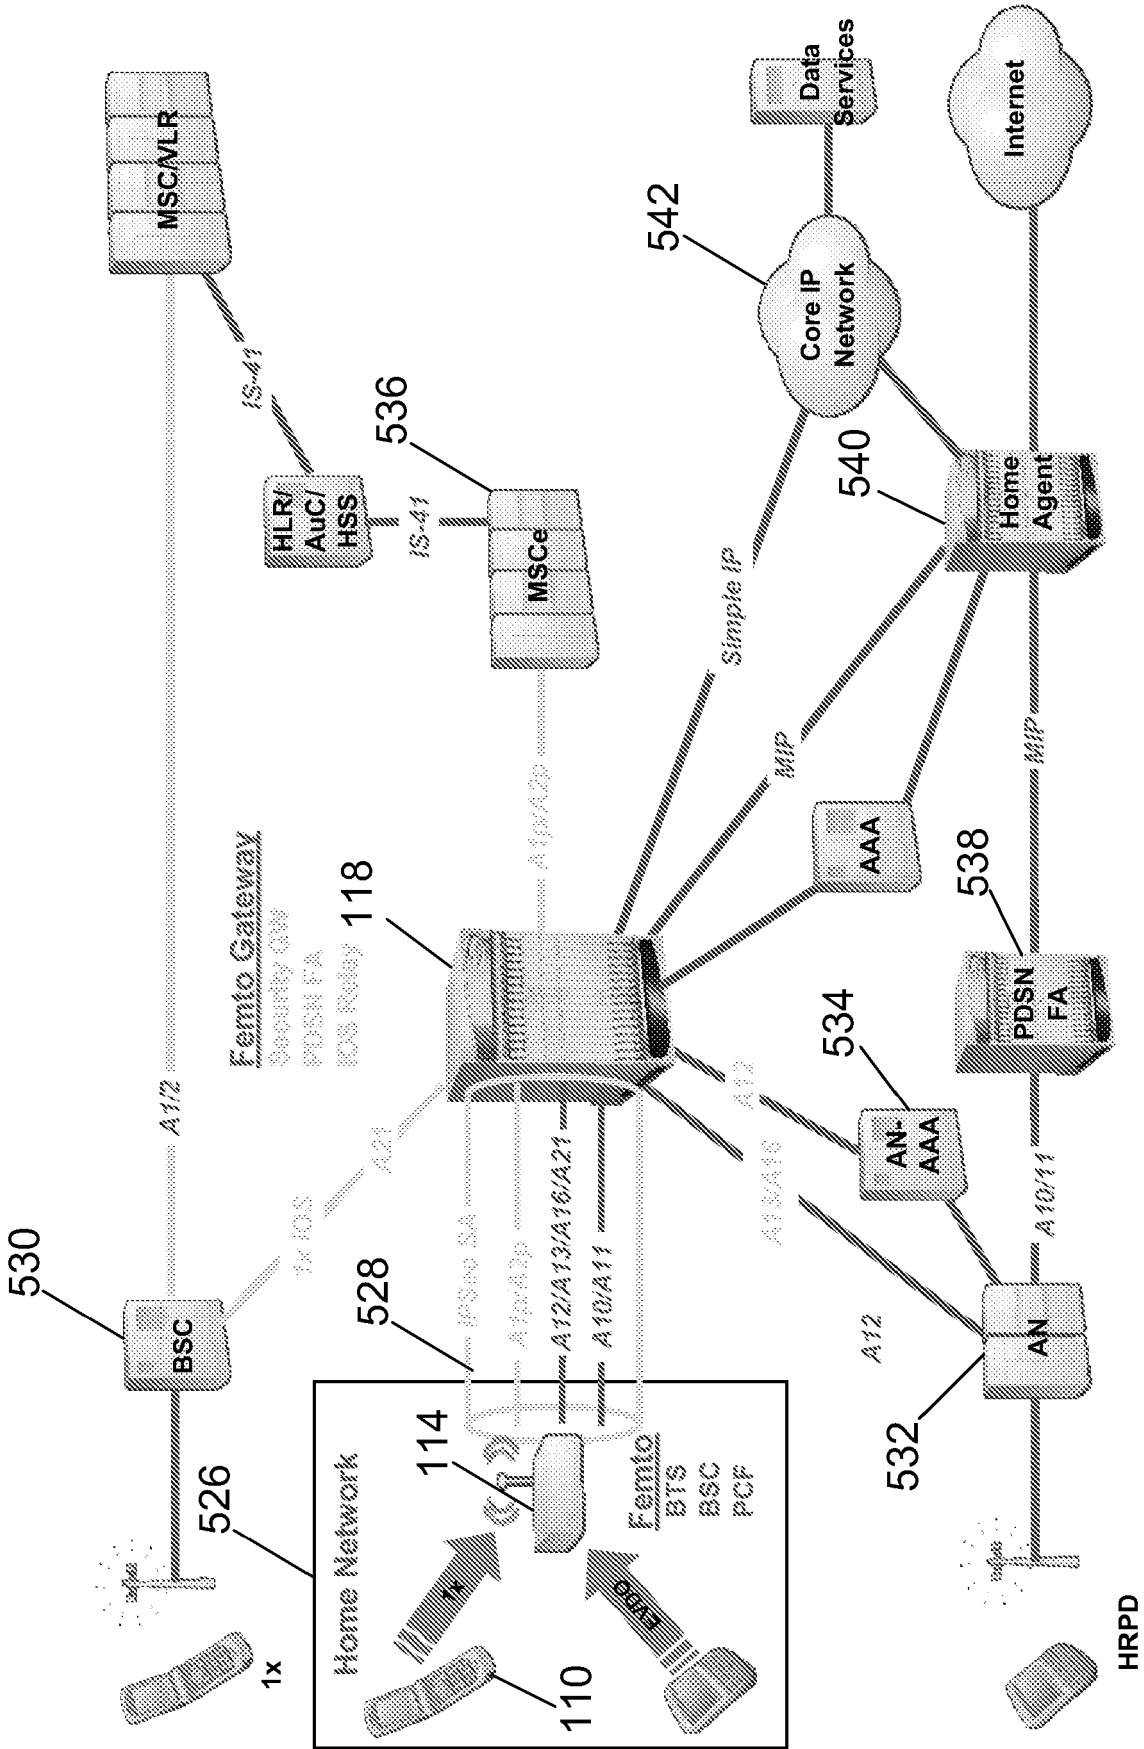 1x
526
530
BSC
A1/2
MSC/VLR
IS-41
HLR/
AuC/
HSS
IS-41
536
MSCe
A1p/A2p
Femto Gateway
Security GW
PDSN FA
IOS Relay
118
1x IOS
A21
Home Network
110
1x
EVDO
114
Femto
BTS
BSC
PCF
528
IPSec SA
A1p/A2p
A12/A13/A16/A21
A10/A11
Simple IP
MIP
542
Core IP
Network
Data
Services
540
Home
Agent
Internet
AAA
A12
A13/A16
534
AN-
AAA
A12
532
AN
A10/11
538
PDSN
FA
MIP
HRPD